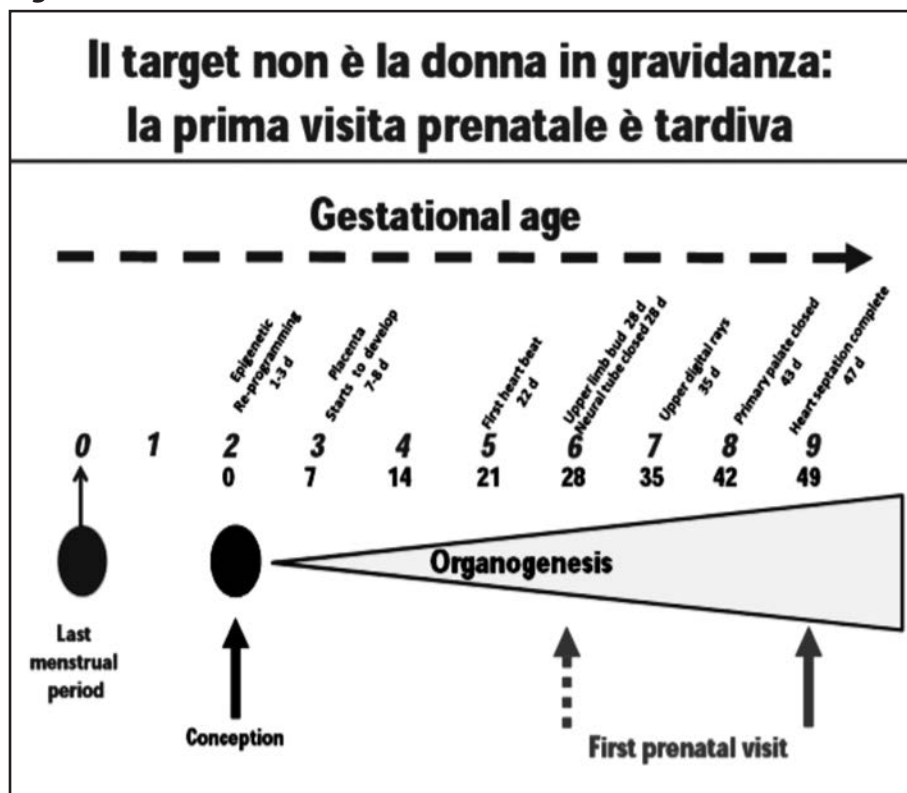 Il target non è la donna in gravidanza:
la prima visita prenatale è tardiva
Gestational age
Epigenetic
Re-programming
1-3 d
Placenta
Starts to develop
7-8 d
First heart beat
22 d
Upper limb bud 28 d
Neural tube closed 28 d
Upper digital rays
35 d
Primary palate closed
43 d
Heart septation complete
47 d
0 1 2 3 4 5 6 7 8 9
0 7 14 21 28 35 42 49
Organogenesis
Last
menstrual
period
Conception
First prenatal visit